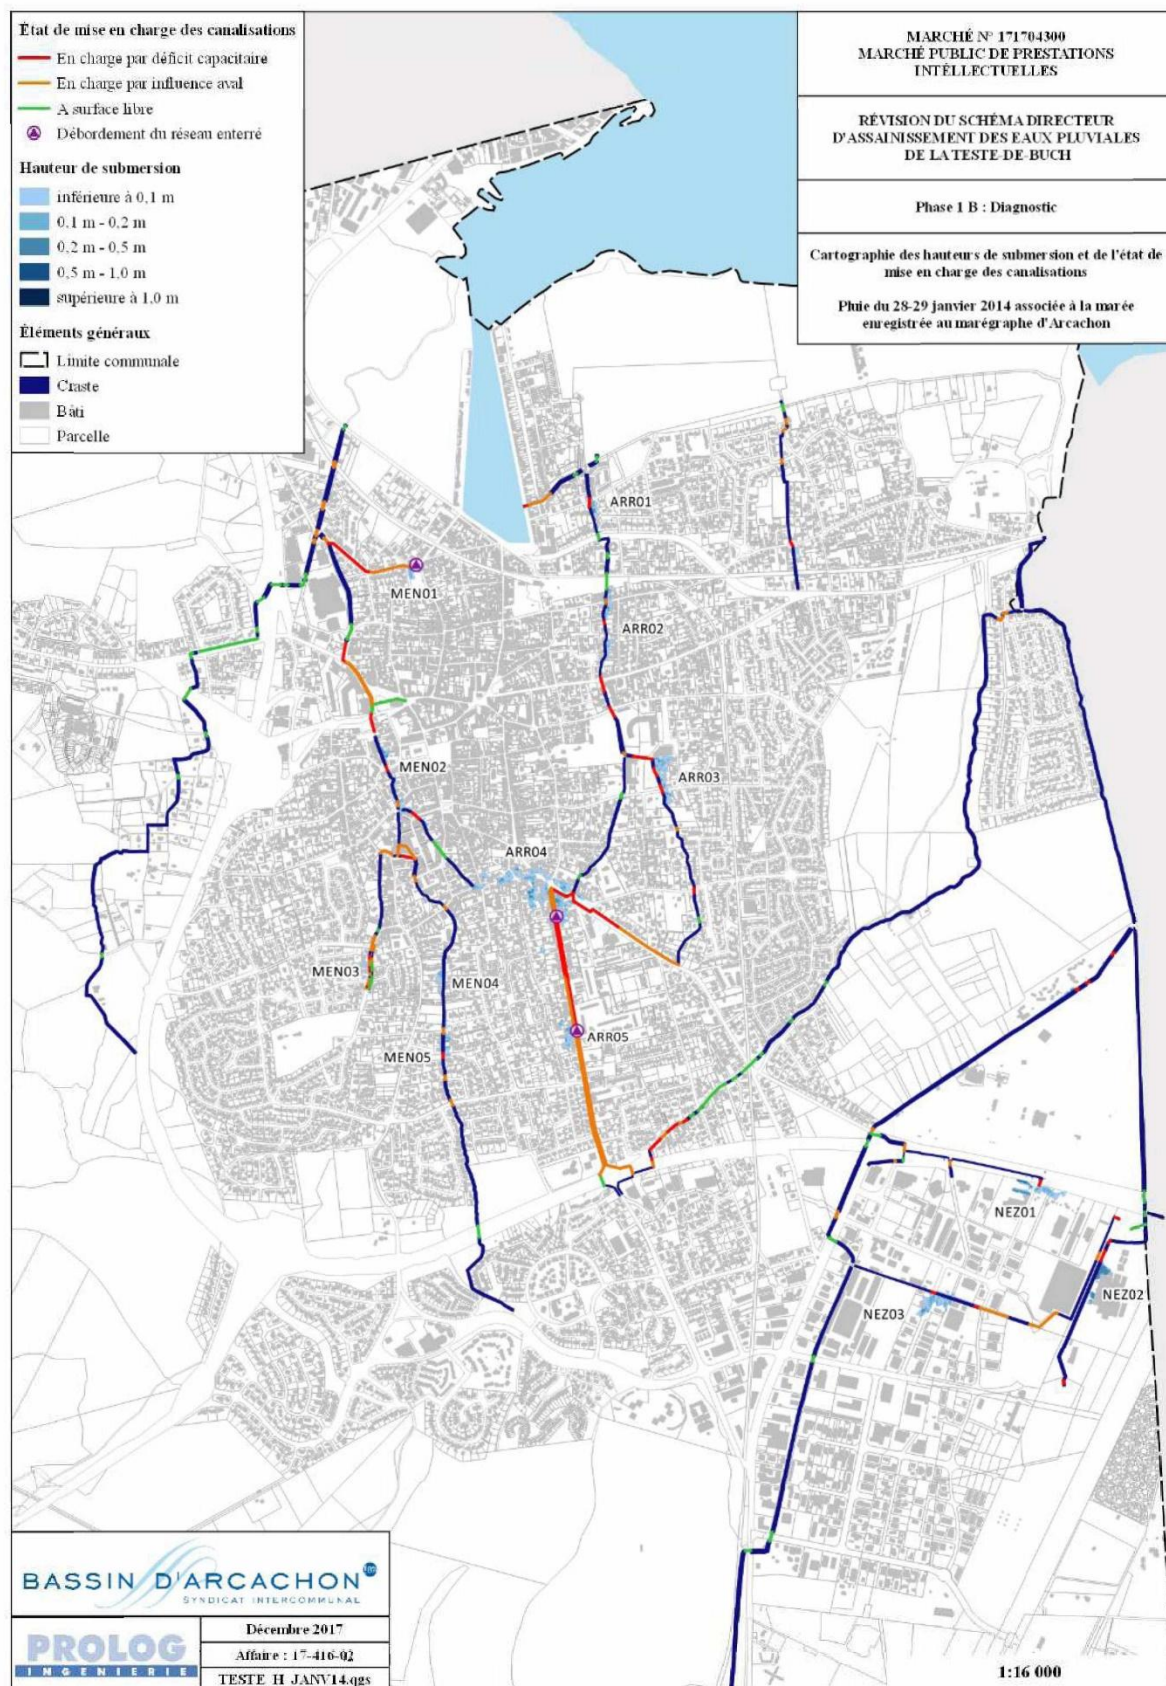 État de mise en charge des canalisations
En charge par déficit capacitaire
En charge par influence aval
A surface libre
Débordement du réseau enterré
Hauteur de submersion
inférieure à 0,1 m
0,1 m - 0,2 m
0,2 m - 0,5 m
0,5 m - 1,0 m
supérieure à 1,0 m
Éléments généraux
Limite communale
Craste
Bâti
Parcelle
MARCHÉ N° 171704300
MARCHÉ PUBLIC DE PRESTATIONS
INTÉLLECTUELLES
RÉVISION DU SCHÉMA DIRECTEUR
D'ASSAINISSEMENT DES EAUX PLUVIALES
DE LA TESTE-DE-BUCH
Phase 1 B : Diagnostic
Cartographie des hauteurs de submersion et de l'état de
mise en charge des canalisations
Pluie du 28-29 janvier 2014 associée à la marée
enregistrée au marégraphe d'Arcachon
ARR01
MEN01
ARR02
MEN02
ARR03
ARR04
MEN03
MEN04
ARR05
MEN05
NEZ01
NEZ02
NEZ03
BASSIN D'ARCACHON
SYNDICAT INTERCOMMUNAL
PROLOG
INGENIERIE
Décembre 2017
Affaire : 17-416-02
TESTE_H_JANV14.qgs
1:16 000